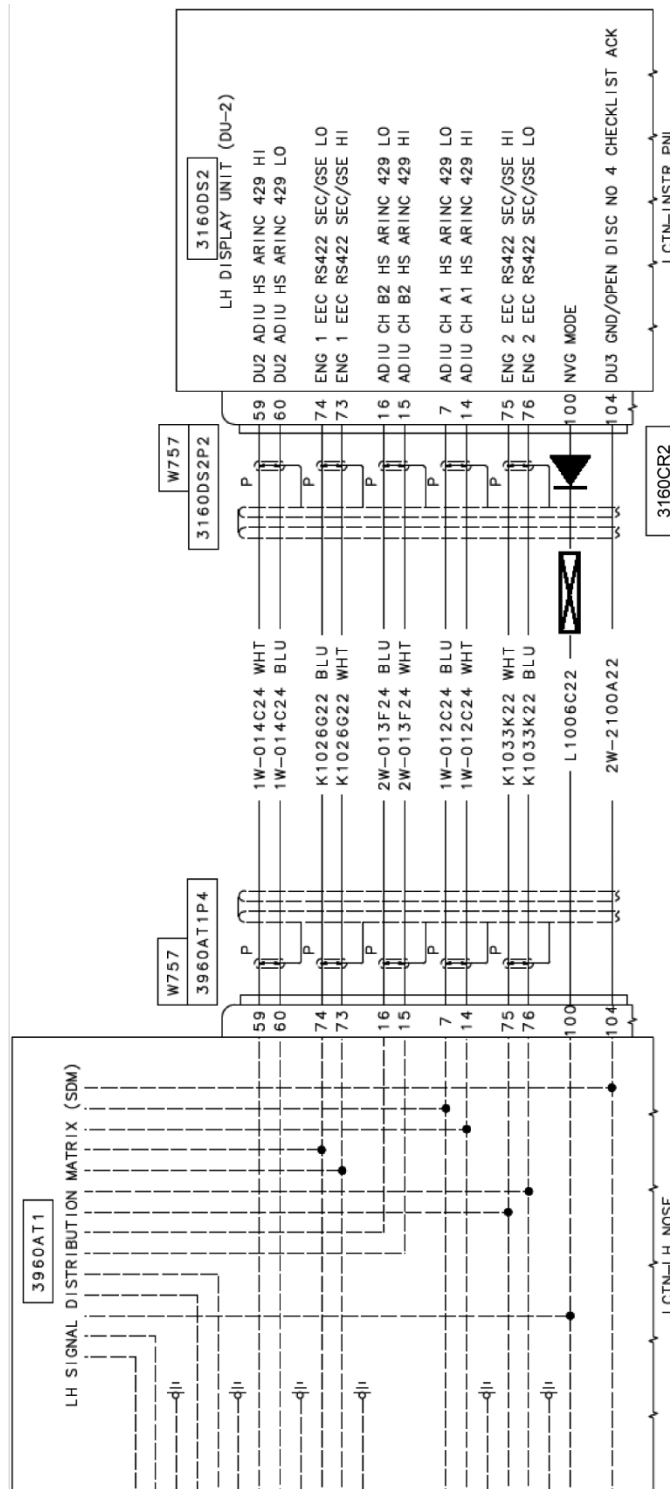 3960AT1
LH SIGNAL DISTRIBUTION MATRIX (SDM)
W757
3960AT1P4
W757
3160DS2P2
3160DS2
LH DISPLAY UNIT (DU-2)
P P
59 1W-014C24 WHT 59 DU2 ADIU HS ARINC 429 HI
60 1W-014C24 BLU 60 DU2 ADIU HS ARINC 429 LO
P P
74 K1026G22 BLU 74 ENG 1 EEC RS422 SEC/GSE LO
73 K1026G22 WHT 73 ENG 1 EEC RS422 SEC/GSE HI
P P
16 2W-013F24 BLU 16 ADIU CH B2 HS ARINC 429 LO
15 2W-013F24 WHT 15 ADIU CH B2 HS ARINC 429 HI
P P
7 1W-012C24 BLU 7 ADIU CH A1 HS ARINC 429 LO
14 1W-012C24 WHT 14 ADIU CH A1 HS ARINC 429 HI
P P
75 K1033K22 WHT 75 ENG 2 EEC RS422 SEC/GSE HI
76 K1033K22 BLU 76 ENG 2 EEC RS422 SEC/GSE LO
100 L1006C22 100 NVG MODE
104 2W-2100A22 104 DU3 GND/OPEN DISC NO 4 CHECKLIST ACK
LCTN-LH NOSE
3160CR2
LCTN-INSTR PNL